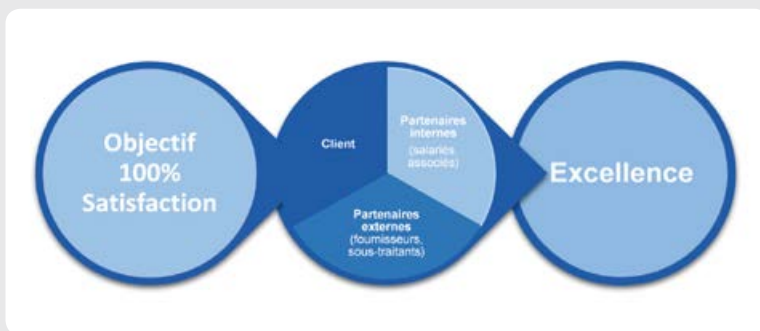 Objectif
100%
Satisfaction
Client
Partenaires
internes
(salariés
associés)
Partenaires
externes
(fournisseurs,
sous-traitants)
Excellence